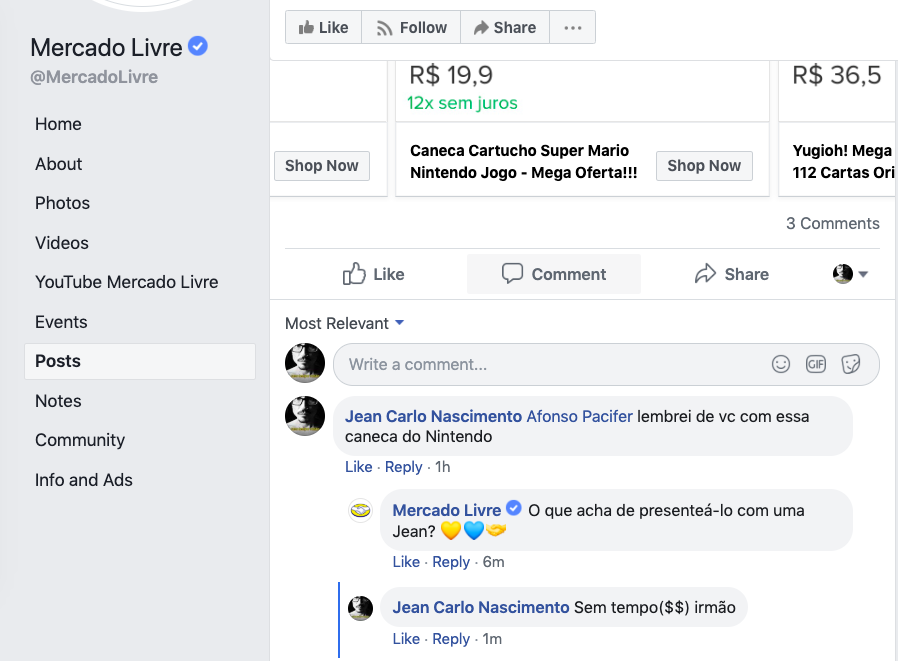 Mercado Livre
@MercadoLivre
Home
About
Photos
Videos
YouTube Mercado Livre
Events
Posts
Notes
Community
Info and Ads
Like Follow Share ...
R$ 19,9
12x sem juros
R$ 36,5
Shop Now
Caneca Cartucho Super Mario
Nintendo Jogo - Mega Oferta!!!
Shop Now
Yugioh! Mega
112 Cartas Ori
3 Comments
Like Comment Share
Most Relevant
Write a comment...
GIF
Jean Carlo Nascimento Afonso Pacifer lembrei de vc com essa
caneca do Nintendo
Like · Reply · 1h
Mercado Livre O que acha de presenteá-lo com uma
Jean? 💛💙🤝
Like · Reply · 6m
Jean Carlo Nascimento Sem tempo($$) irmão
Like · Reply · 1m